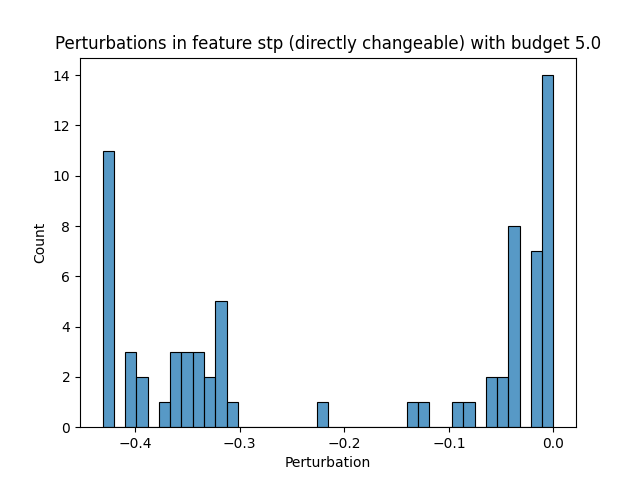 Perturbations in feature stp (directly changeable) with budget 5.0
14
12
10
8
6
4
2
0
Count
−0.4 −0.3 −0.2 −0.1 0.0
Perturbation